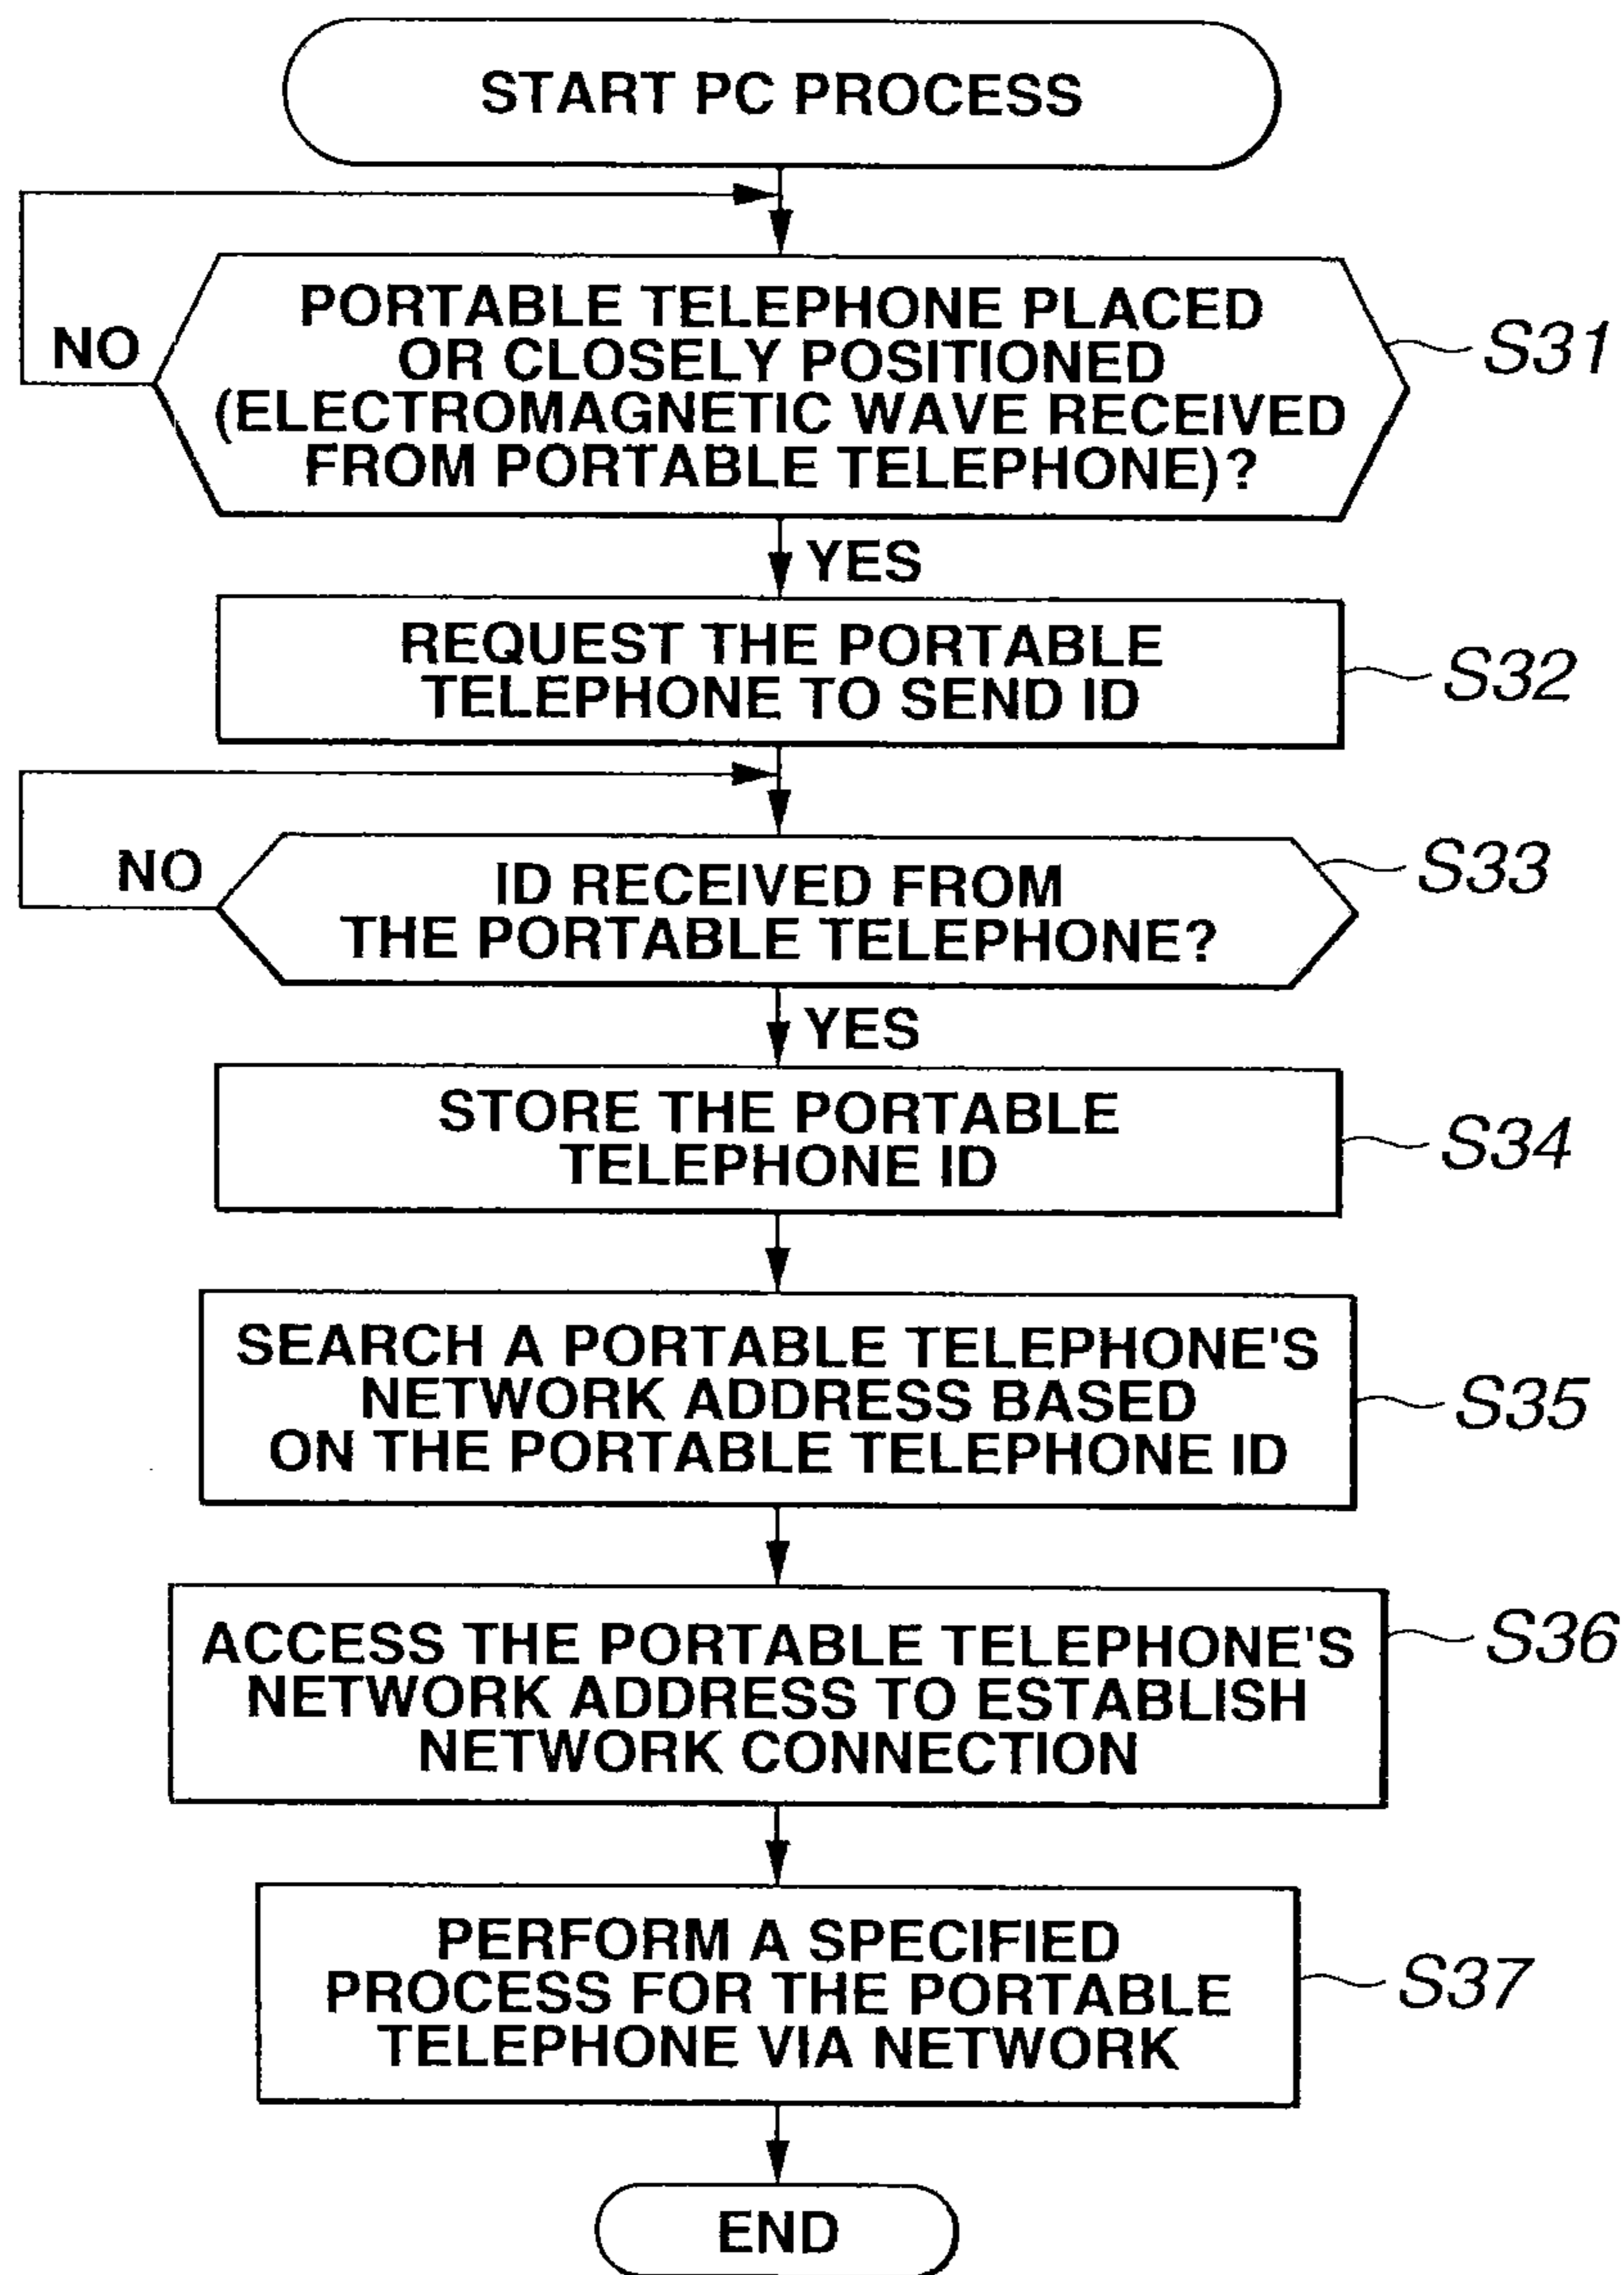 START PC PROCESS
NO
PORTABLE TELEPHONE PLACED
OR CLOSELY POSITIONED
(ELECTROMAGNETIC WAVE RECEIVED
FROM PORTABLE TELEPHONE)?
S31
YES
REQUEST THE PORTABLE
TELEPHONE TO SEND ID
S32
NO
ID RECEIVED FROM
THE PORTABLE TELEPHONE?
S33
YES
STORE THE PORTABLE
TELEPHONE ID
S34
SEARCH A PORTABLE TELEPHONE'S
NETWORK ADDRESS BASED
ON THE PORTABLE TELEPHONE ID
S35
ACCESS THE PORTABLE TELEPHONE'S
NETWORK ADDRESS TO ESTABLISH
NETWORK CONNECTION
S36
PERFORM A SPECIFIED
PROCESS FOR THE PORTABLE
TELEPHONE VIA NETWORK
S37
END